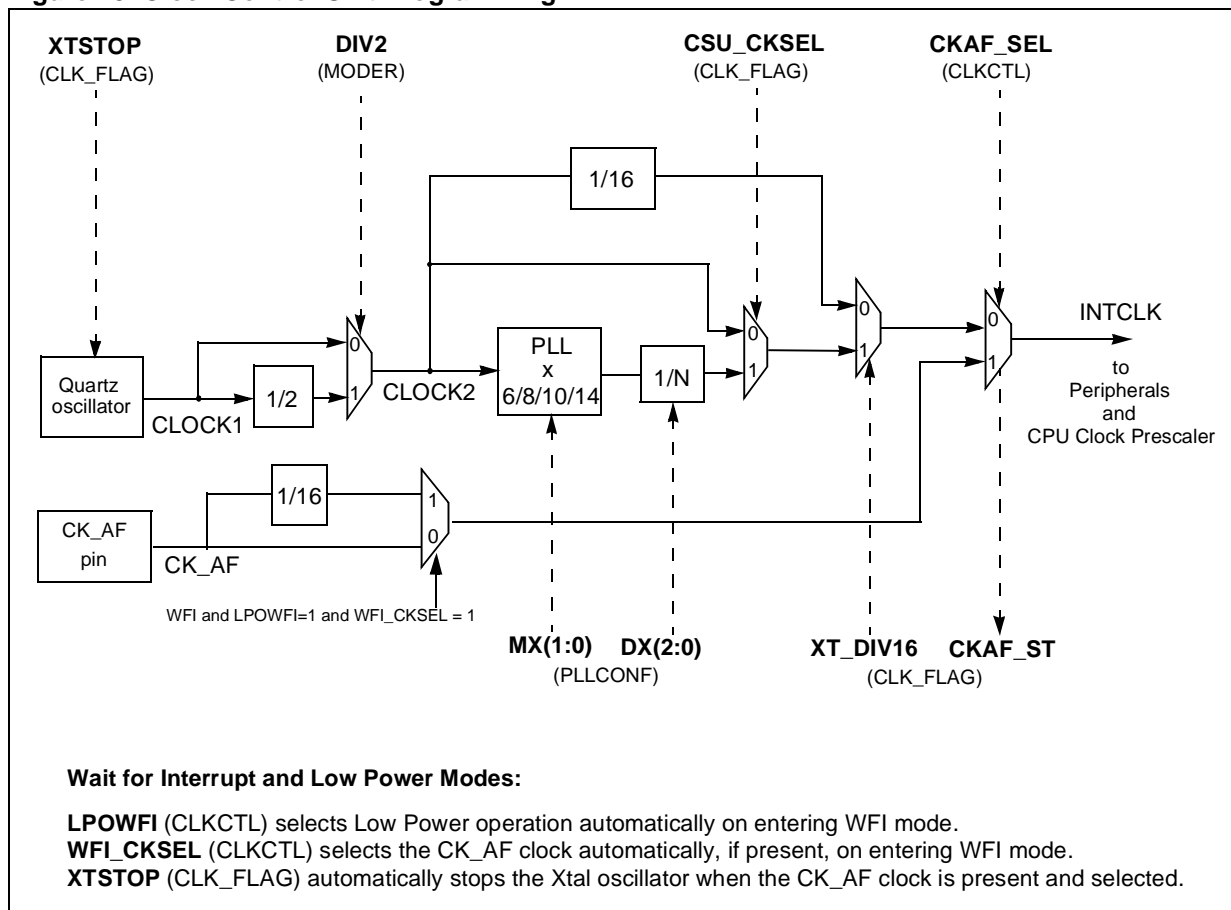 XTSTOP
(CLK_FLAG)
DIV2
(MODER)
CSU_CKSEL
(CLK_FLAG)
CKAF_SEL
(CLKCTL)
1/16
Quartz
oscillator
CLOCK1
1/2
0
1
CLOCK2
PLL
x
6/8/10/14
1/N
0
1
0
1
0
1
INTCLK
to
Peripherals
and
CPU Clock Prescaler
CK_AF
pin
CK_AF
1/16
1
0
WFI and LPOWFI=1 and WFI_CKSEL = 1
MX(1:0) DX(2:0)
(PLLCONF)
XT_DIV16 CKAF_ST
(CLK_FLAG)
Wait for Interrupt and Low Power Modes:
LPOWFI (CLKCTL) selects Low Power operation automatically on entering WFI mode.
WFI_CKSEL (CLKCTL) selects the CK_AF clock automatically, if present, on entering WFI mode.
XTSTOP (CLK_FLAG) automatically stops the Xtal oscillator when the CK_AF clock is present and selected.